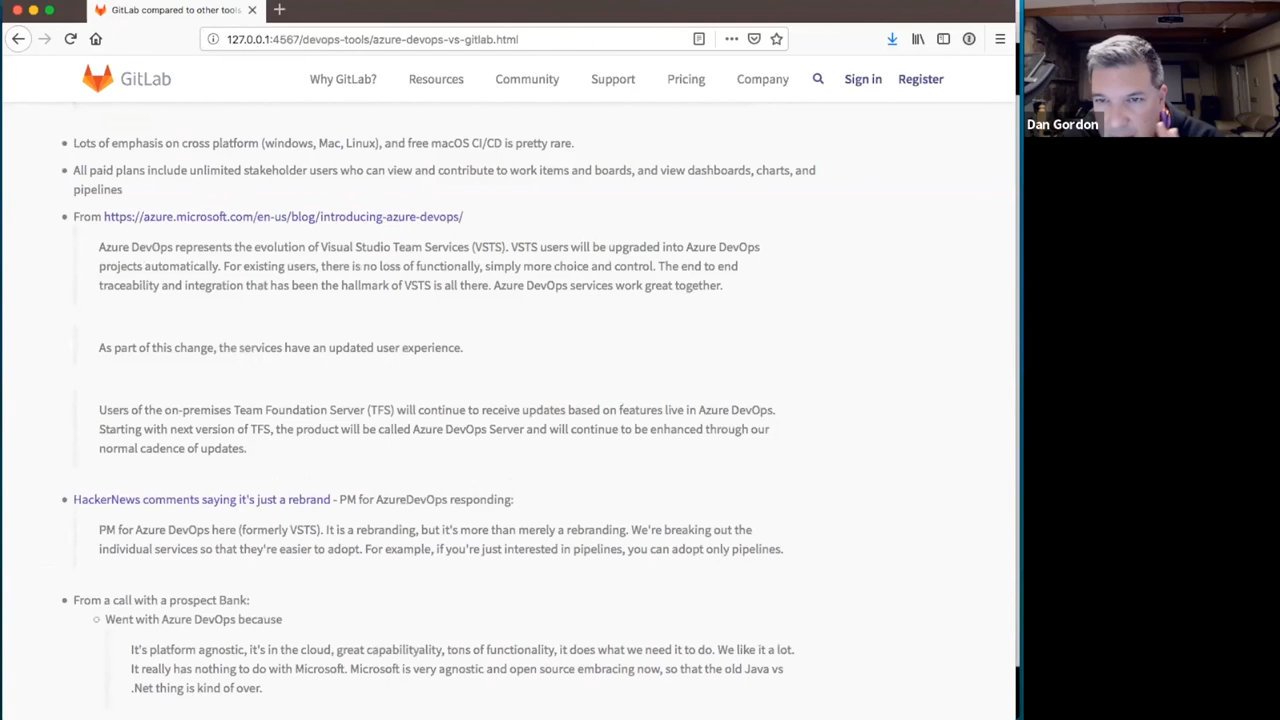 GitLab compared to other tools
127.0.0.1:4567/devops-tools/azure-devops-vs-gitlab.html
GitLab
Why GitLab?
Resources
Community
Support
Pricing
Company
Sign in
Register
Dan Gordon
Lots of emphasis on cross platform (windows, Mac, Linux), and free macOS CI/CD is pretty rare.
All paid plans include unlimited stakeholder users who can view and contribute to work items and boards, and view dashboards, charts, and
pipelines
From https://azure.microsoft.com/en-us/blog/introducing-azure-devops/
Azure DevOps represents the evolution of Visual Studio Team Services (VSTS). VSTS users will be upgraded into Azure DevOps
projects automatically. For existing users, there is no loss of functionally, simply more choice and control. The end to end
traceability and integration that has been the hallmark of VSTS is all there. Azure DevOps services work great together.
As part of this change, the services have an updated user experience.
Users of the on-premises Team Foundation Server (TFS) will continue to receive updates based on features live in Azure DevOps.
Starting with next version of TFS, the product will be called Azure DevOps Server and will continue to be enhanced through our
normal cadence of updates.
HackerNews comments saying it's just a rebrand - PM for AzureDevOps responding:
PM for Azure DevOps here (formerly VSTS). It is a rebranding, but it's more than merely a rebranding. We're breaking out the
individual services so that they're easier to adopt. For example, if you're just interested in pipelines, you can adopt only pipelines.
From a call with a prospect Bank:
Went with Azure DevOps because
It's platform agnostic, it's in the cloud, great capabilityality, tons of functionality, it does what we need it to do. We like it a lot.
It really has nothing to do with Microsoft. Microsoft is very agnostic and open source embracing now, so that the old Java vs
.Net thing is kind of over.